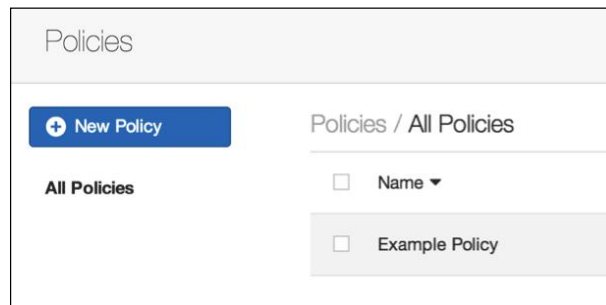 Policies
New Policy
All Policies
Policies / All Policies
Name
Example Policy